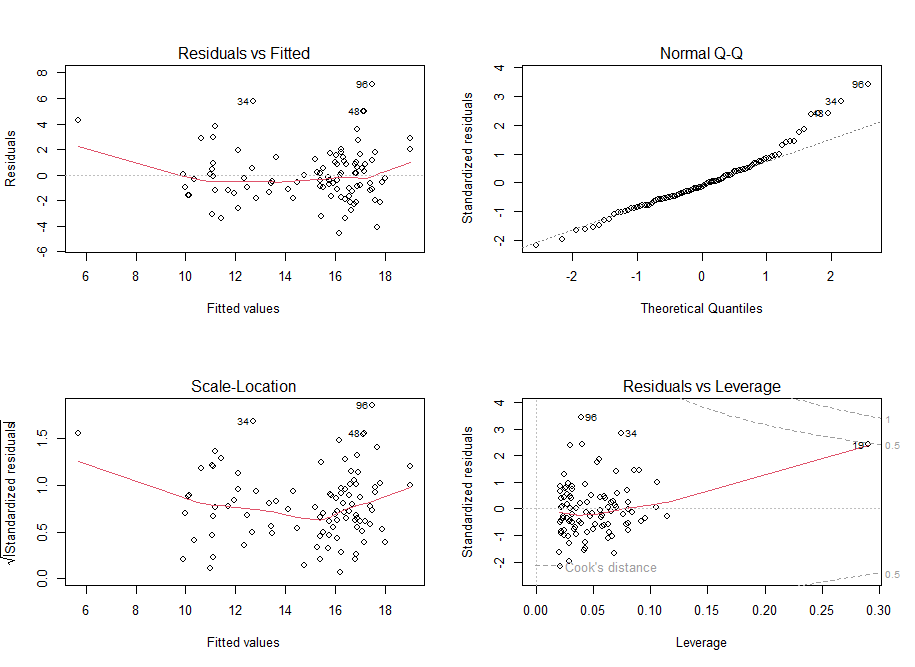 Residuals vs Fitted
Residuals
-6 -4 -2 0 2 4 6 8
96
34
48
6 8 10 12 14 16 18
Fitted values
Normal Q-Q
Standardized residuals
-2 -1 0 1 2 3 4
96
34
48
-2 -1 0 1 2
Theoretical Quantiles
Scale-Location
√|Standardized residuals|
0.0 0.5 1.0 1.5
96
34
48
6 8 10 12 14 16 18
Fitted values
Residuals vs Leverage
Standardized residuals
-2 -1 0 1 2 3 4
96
34
19
1
0.5
0.5
Cook's distance
0.00 0.05 0.10 0.15 0.20 0.25 0.30
Leverage